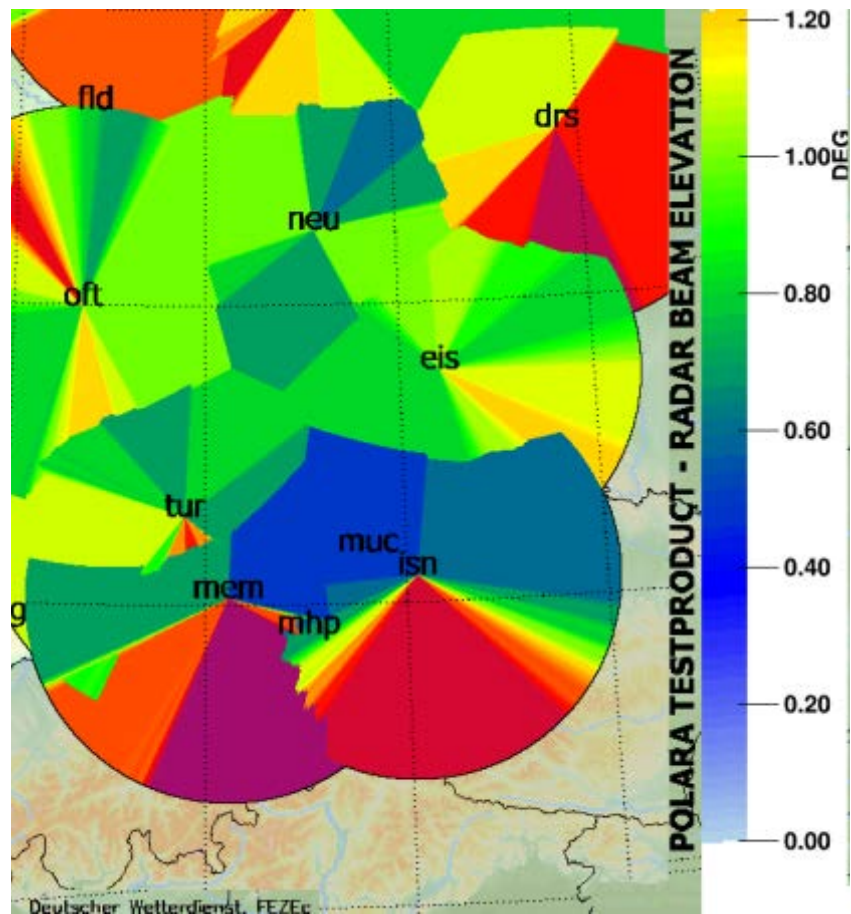 fld
drs
neu
oft
eis
tur
muc
isn
mem
g
mhp
Deutscher Wetterdienst, FEZEc
POLARA TESTPRODUCT - RADAR BEAM ELEVATION
1.20
1.00
0.80
0.60
0.40
0.20
0.00
DEG